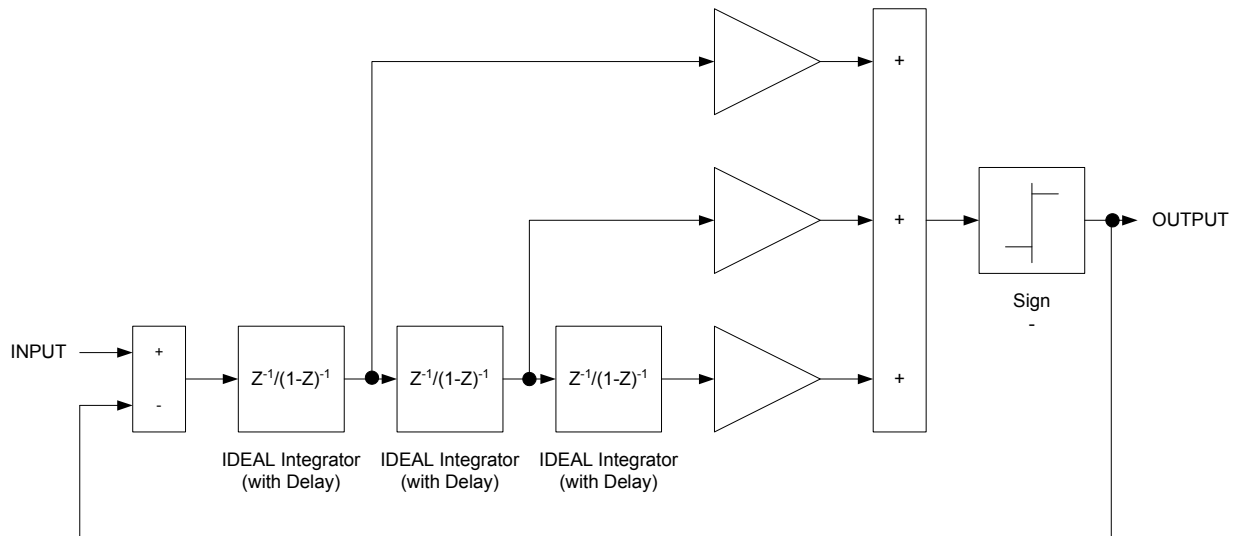 +
+
+
OUTPUT
Sign
-
INPUT
+
-
Z⁻¹/(1-Z)⁻¹
Z⁻¹/(1-Z)⁻¹
Z⁻¹/(1-Z)⁻¹
IDEAL Integrator
(with Delay)
IDEAL Integrator
(with Delay)
IDEAL Integrator
(with Delay)